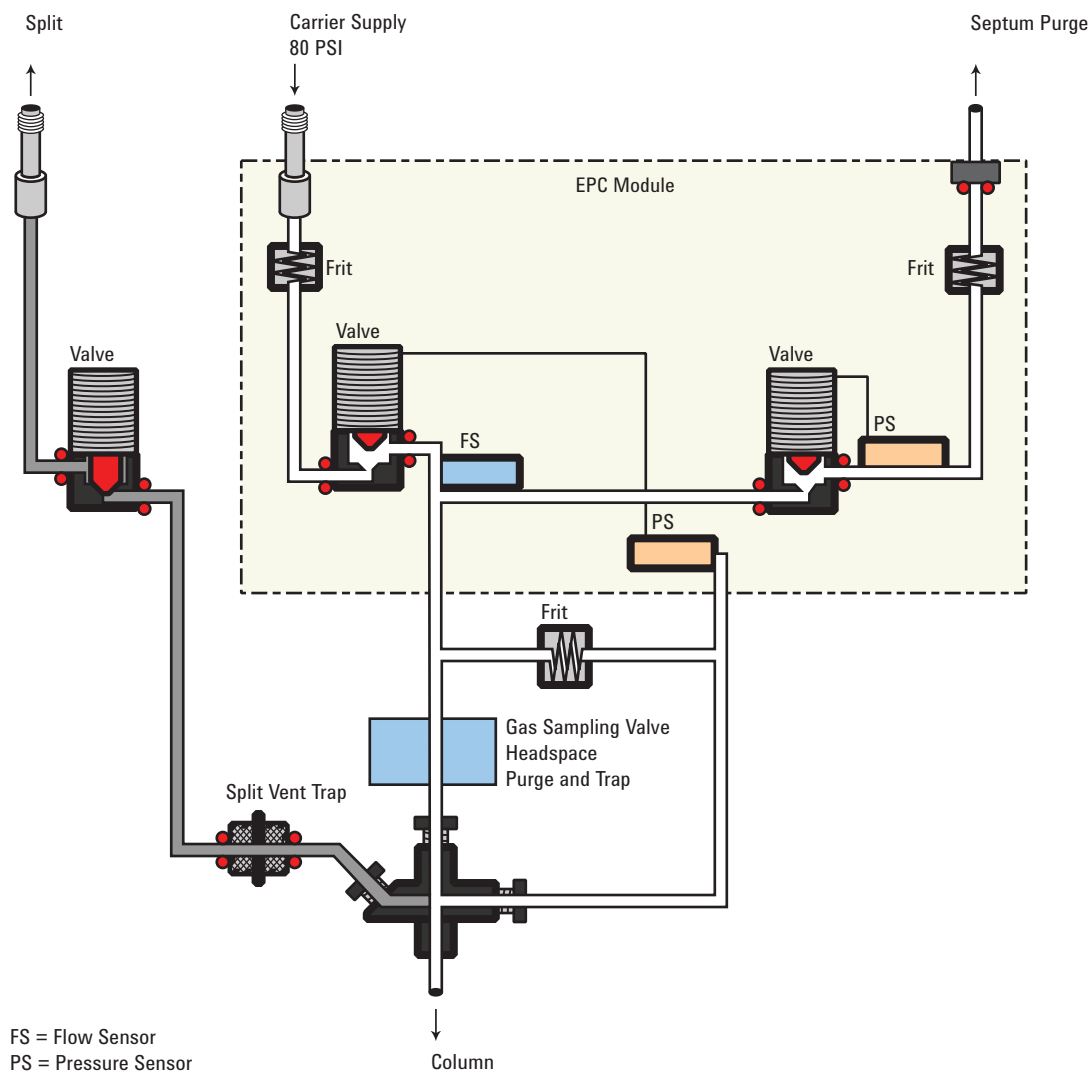 Split
Carrier Supply
80 PSI
Septum Purge
EPC Module
Frit
Frit
Valve
Valve
Valve
FS
PS
PS
Frit
Gas Sampling Valve
Headspace
Purge and Trap
Split Vent Trap
FS = Flow Sensor
PS = Pressure Sensor
Column